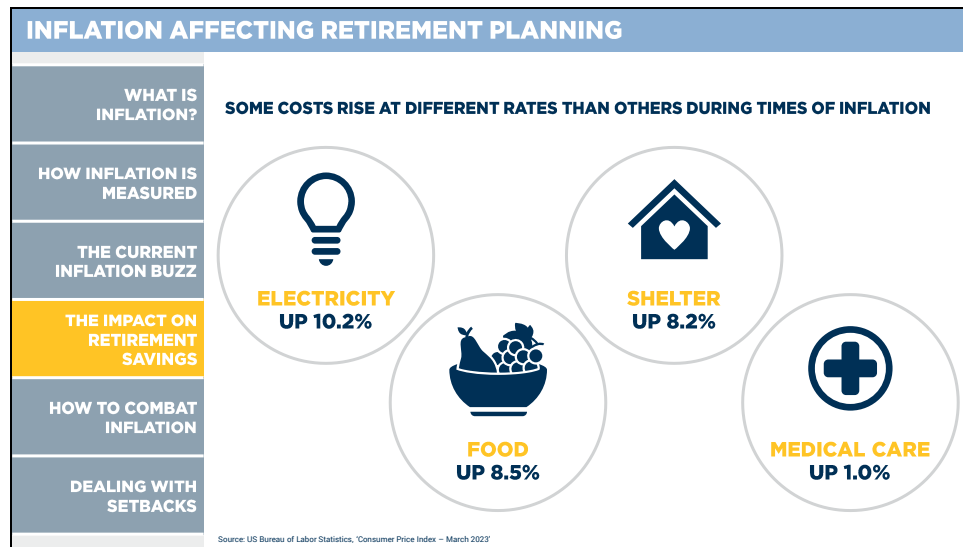 INFLATION AFFECTING RETIREMENT PLANNING
WHAT IS
INFLATION?
HOW INFLATION IS
MEASURED
THE CURRENT
INFLATION BUZZ
THE IMPACT ON
RETIREMENT
SAVINGS
HOW TO COMBAT
INFLATION
DEALING WITH
SETBACKS
SOME COSTS RISE AT DIFFERENT RATES THAN OTHERS DURING TIMES OF INFLATION
ELECTRICITY
UP 10.2%
FOOD
UP 8.5%
SHELTER
UP 8.2%
MEDICAL CARE
UP 1.0%
Source: US Bureau of Labor Statistics, 'Consumer Price Index – March 2023'